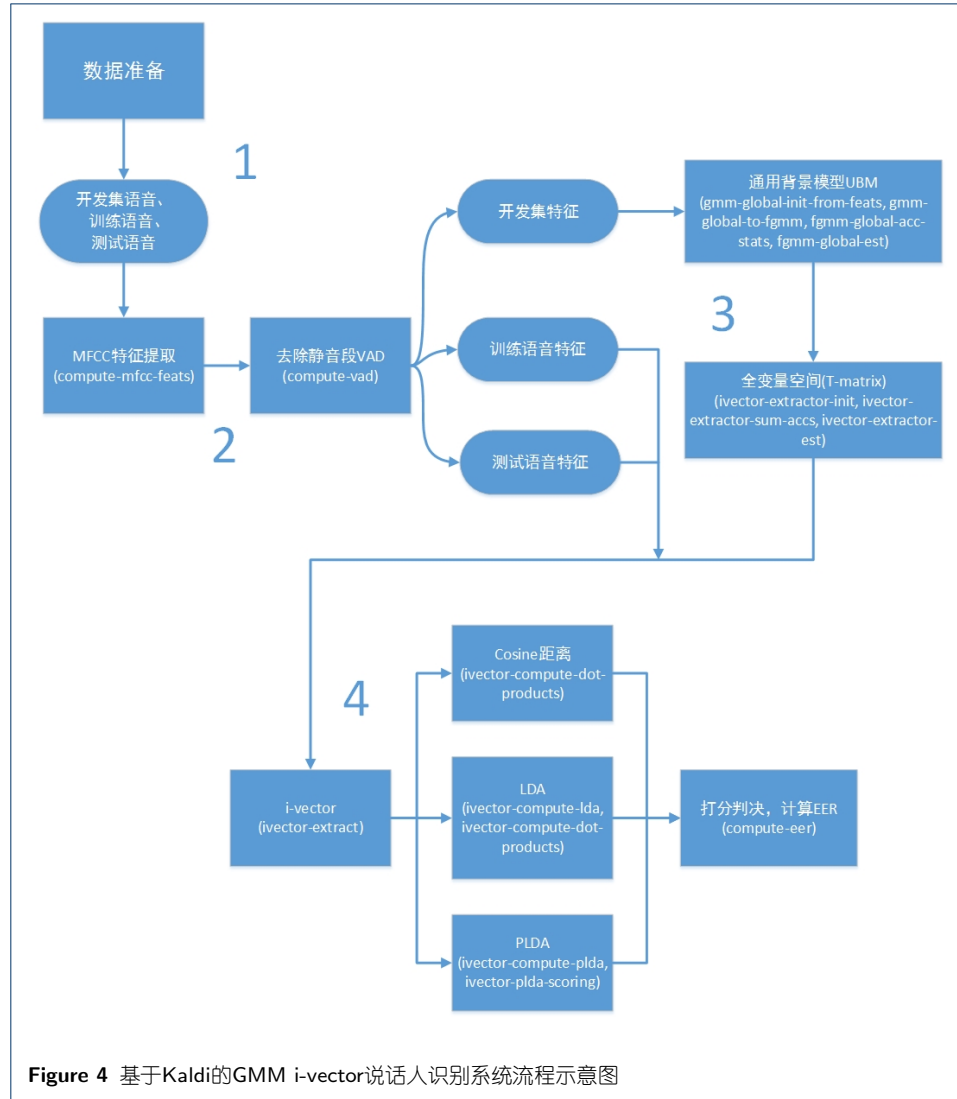 数据准备
1
开发集语音、
训练语音、
测试语音
MFCC特征提取
(compute-mfcc-feats)
2
去除静音段VAD
(compute-vad)
开发集特征
训练语音特征
测试语音特征
通用背景模型UBM
(gmm-global-init-from-feats, gmm-
global-to-fgmm, fgmm-global-acc-
stats, fgmm-global-est)
3
全变量空间(T-matrix)
(ivector-extractor-init, ivector-
extractor-sum-accs, ivector-extractor-
est)
4
i-vector
(ivector-extract)
Cosine距离
(ivector-compute-dot-
products)
LDA
(ivector-compute-lda,
ivector-compute-dot-
products)
PLDA
(ivector-compute-plda,
ivector-plda-scoring)
打分判决，计算EER
(compute-eer)
Figure 4 基于Kaldi的GMM i-vector说话人识别系统流程示意图